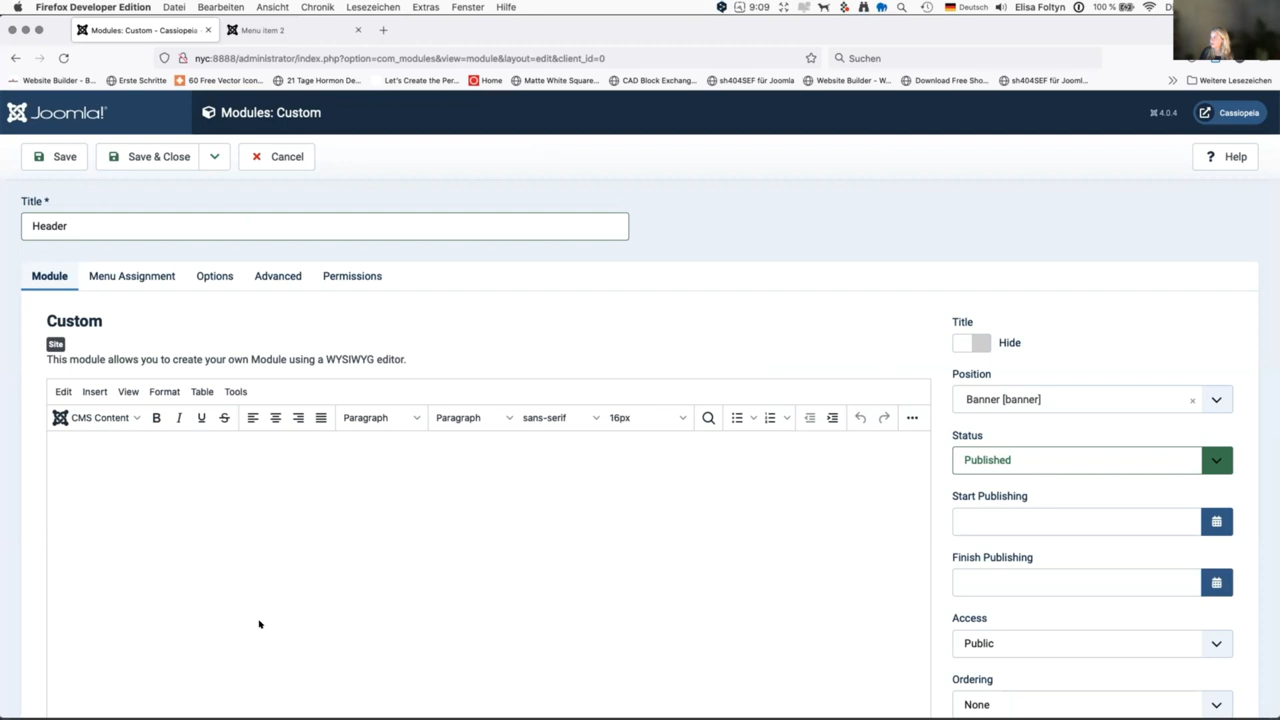 Firefox Developer Edition Datei Bearbeiten Ansicht Chronik Lesezeichen Extras Fenster Hilfe 9:09 Deutsch Elisa Foltyn 100 %
Modules: Custom - Cassiopeia Menu item 2
nyc:8888/administrator/index.php?option=com_modules&view=module&layout=edit&client_id=0 Suchen
Website Builder - B... Erste Schritte 60 Free Vector Icon... 21 Tage Hormon De... Let's Create the Per... Home Matte White Square... CAD Block Exchang... sh404SEF für Joomla Website Builder - W... Download Free Sho... sh404SEF für Jooml... Weitere Lesezeichen
Joomla!® Modules: Custom 4.0.4 Cassiopeia
Save Save & Close Cancel ? Help
Title *
Header
Module Menu Assignment Options Advanced Permissions
Custom
Site
This module allows you to create your own Module using a WYSIWYG editor.
Edit Insert View Format Table Tools
CMS Content B I U S Paragraph Paragraph sans-serif 16px
Title
Hide
Position
Banner [banner]
Status
Published
Start Publishing
Finish Publishing
Access
Public
Ordering
None